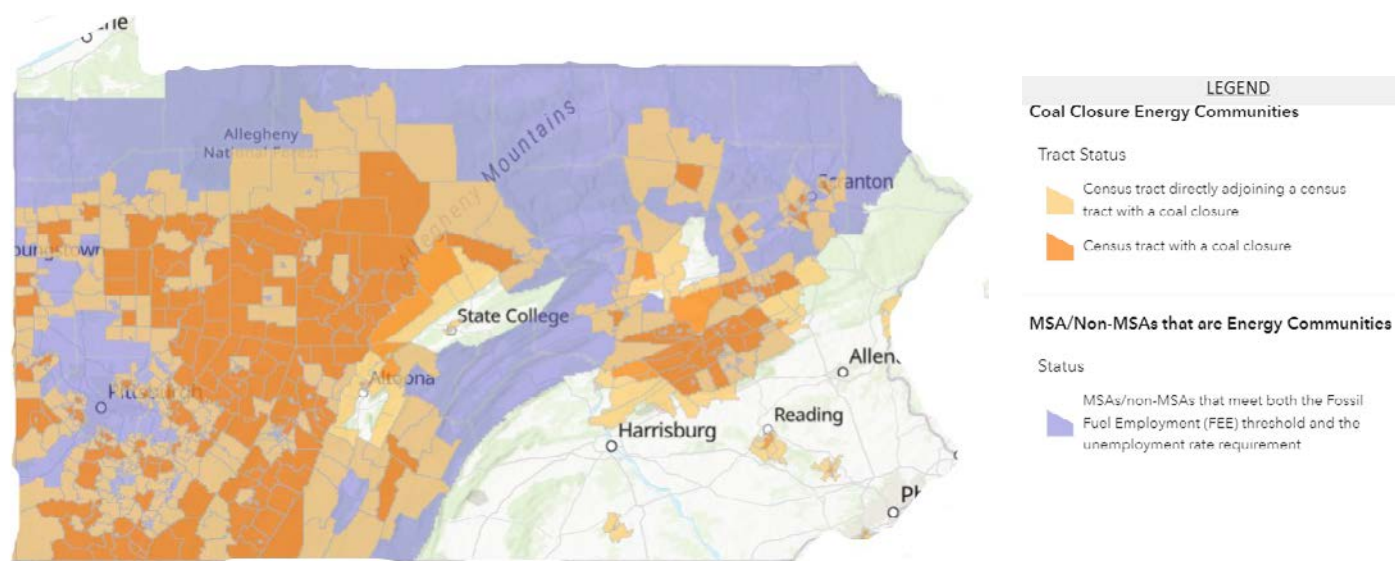 rie
Allegheny
National Forest
Allegheny Mountains
Scranton
oungstown
State College
Altoona
Pittsburgh
Allen
Reading
Harrisburg
Ph
LEGEND
Coal Closure Energy Communities
Tract Status
Census tract directly adjoining a census
tract with a coal closure
Census tract with a coal closure
MSA/Non-MSAs that are Energy Communities
Status
MSAs/non-MSAs that meet both the Fossil
Fuel Employment (FEE) threshold and the
unemployment rate requirement